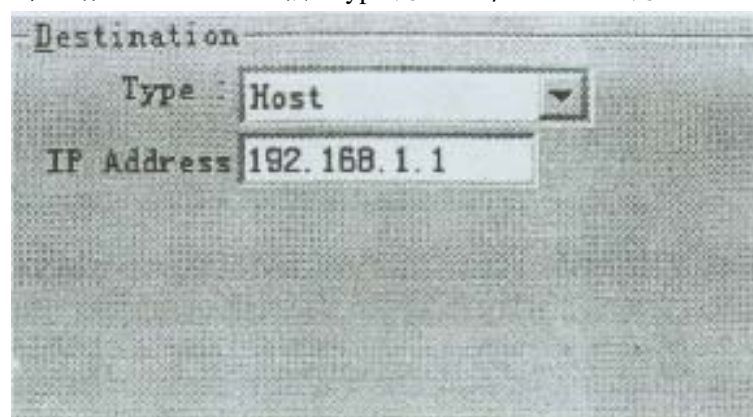 Destination
Type : Host
IP Address 192.168.1.1